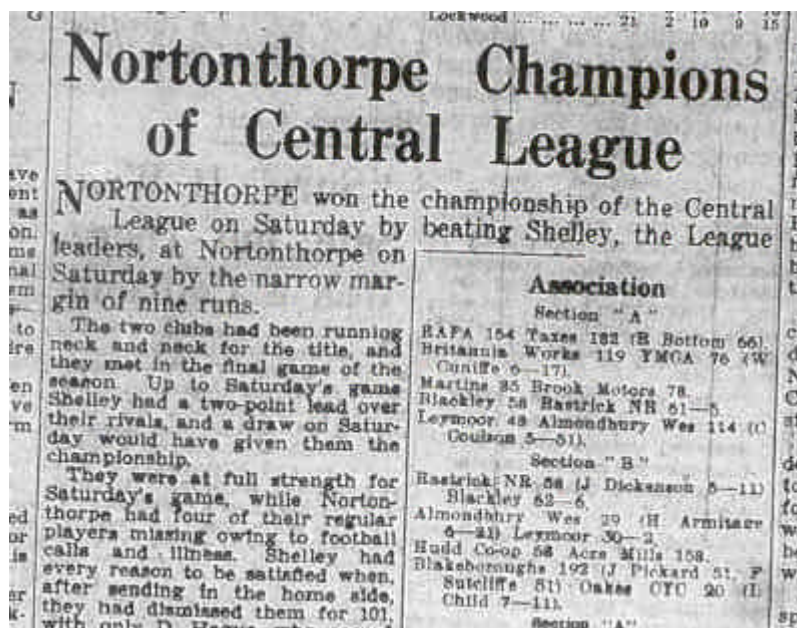 Lockwood ... ... ... ... 21 2 10 9 15
Nortonthorpe Champions
of Central League
NORTONTHORPE won the championship of the Central
League on Saturday by beating Shelley, the League
leaders, at Nortonthorpe on
Saturday by the narrow mar-
gin of nine runs.
The two clubs had been running
neck and neck for the title, and
they met in the final game of the
season. Up to Saturday's game
Shelley had a two-point lead over
their rivals, and a draw on Satur-
day would have given them the
championship.
They were at full strength for
Saturday's game, while Norton-
thorpe had four of their regular
players missing owing to football
calls and illness. Shelley had
every reason to be satisfied when,
after sending in the home side,
they had dismissed them for 101,
with only D.
Association
Section "A"
RAFA 154 Taxes 182 (B Bottom 66).
Britannia Works 119 YMCA 76 (W
Cuniffe 6—17).
Martins 85 Brook Motors 78.
Blackley 58 Rastrick NR 61—5.
Leymoor 48 Almondbury Wes 114 (C
Coulson 5—51).
Section "B"
Rastrick NR 58 (J Dickenson 5—11)
Blackley 62—6.
Almondbury Wes 29 (H Armitage
6—21) Leymoor 30—2.
Hudd Co-op 58 Acre Mills 158.
Blakeboroughs 192 (J Pickard 51, F
Sutcliffe 51) Oakes CYC 20 (L
Child 7—11).
Section "A"